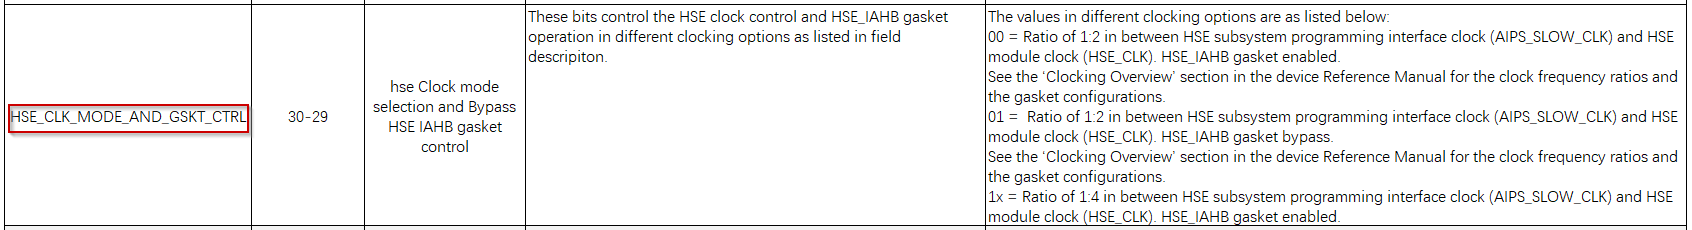 HSE_CLK_MODE_AND_GSKT_CTRL
30-29
hse Clock mode
selection and Bypass
HSE IAHB gasket
control
These bits control the HSE clock control and HSE_IAHB gasket
operation in different clocking options as listed in field
descripiton.
The values in different clocking options are as listed below:
00 = Ratio of 1:2 in between HSE subsystem programming interface clock (AIPS_SLOW_CLK) and HSE
module clock (HSE_CLK). HSE_IAHB gasket enabled.
See the ‘Clocking Overview’ section in the device Reference Manual for the clock frequency ratios and
the gasket configurations.
01 =  Ratio of 1:2 in between HSE subsystem programming interface clock (AIPS_SLOW_CLK) and HSE
module clock (HSE_CLK). HSE_IAHB gasket bypass.
See the ‘Clocking Overview’ section in the device Reference Manual for the clock frequency ratios and
the gasket configurations.
1x = Ratio of 1:4 in between HSE subsystem programming interface clock (AIPS_SLOW_CLK) and HSE
module clock (HSE_CLK). HSE_IAHB gasket enabled.